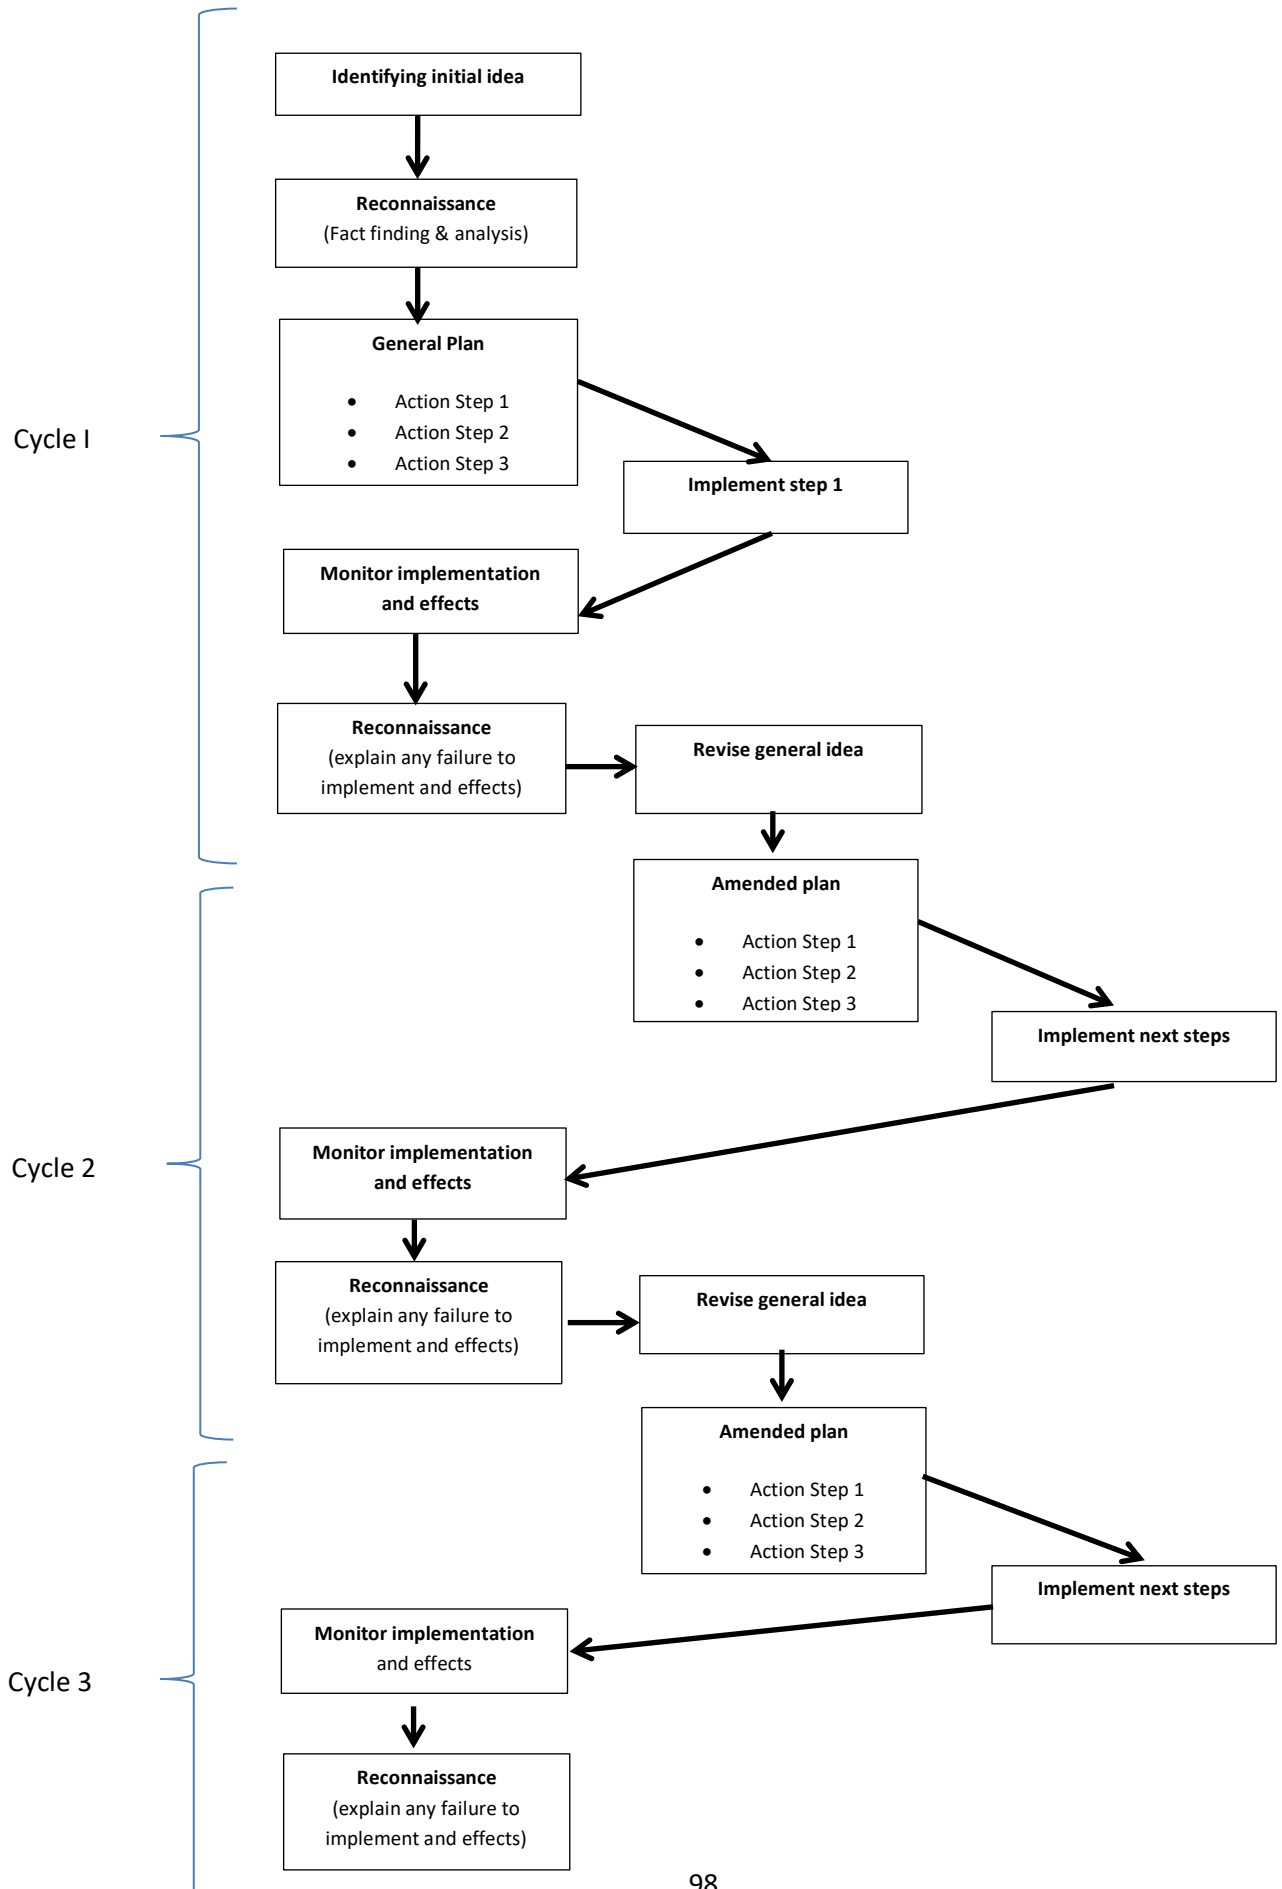 Identifying initial idea
Reconnaissance
(Fact finding & analysis)
General Plan
• Action Step 1
• Action Step 2
• Action Step 3
Cycle I
Implement step 1
Monitor implementation
and effects
Reconnaissance
(explain any failure to
implement and effects)
Revise general idea
Amended plan
• Action Step 1
• Action Step 2
• Action Step 3
Implement next steps
Cycle 2
Monitor implementation
and effects
Reconnaissance
(explain any failure to
implement and effects)
Revise general idea
Amended plan
• Action Step 1
• Action Step 2
• Action Step 3
Implement next steps
Cycle 3
Monitor implementation
and effects
Reconnaissance
(explain any failure to
implement and effects)
98